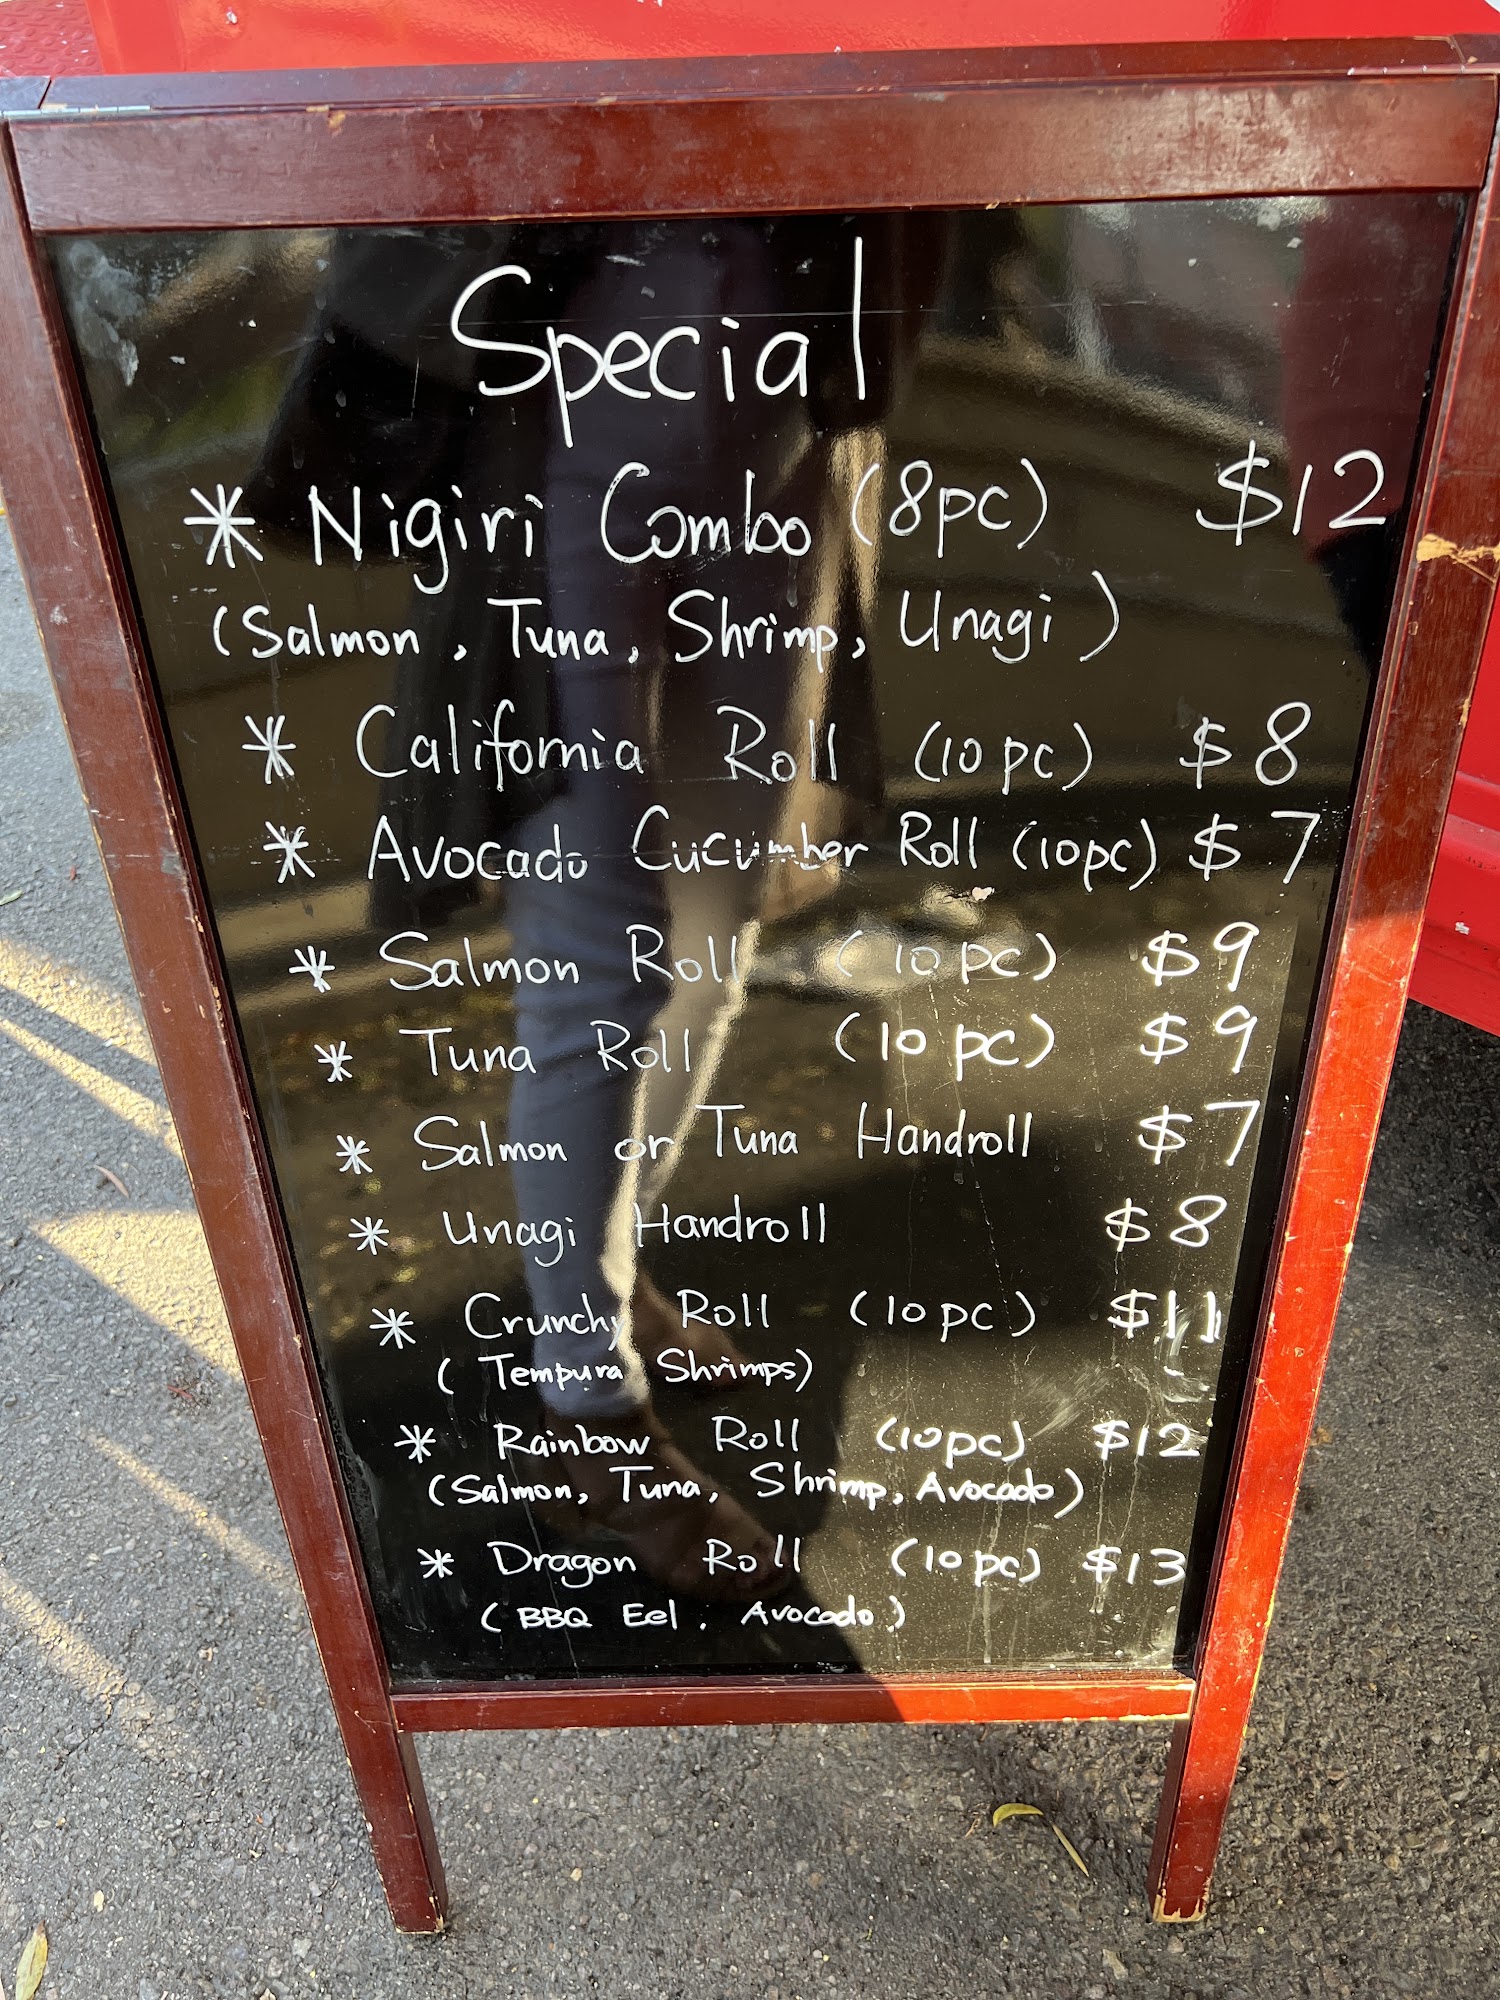 Special
* Nigiri Combo (8pc) $12
(Salmon, Tuna, Shrimp, Unagi)
* California Roll (10pc) $8
* Avocado Cucumber Roll (10pc) $7
* Salmon Roll (10pc) $9
* Tuna Roll (10pc) $9
* Salmon or Tuna Handroll $7
* Unagi Handroll $8
* Crunchy Roll (10pc) $11
(Tempura Shrimps)
* Rainbow Roll (10pc) $12
(Salmon, Tuna, Shrimp, Avocado)
* Dragon Roll (10pc) $13
(BBQ Eel, Avocado)